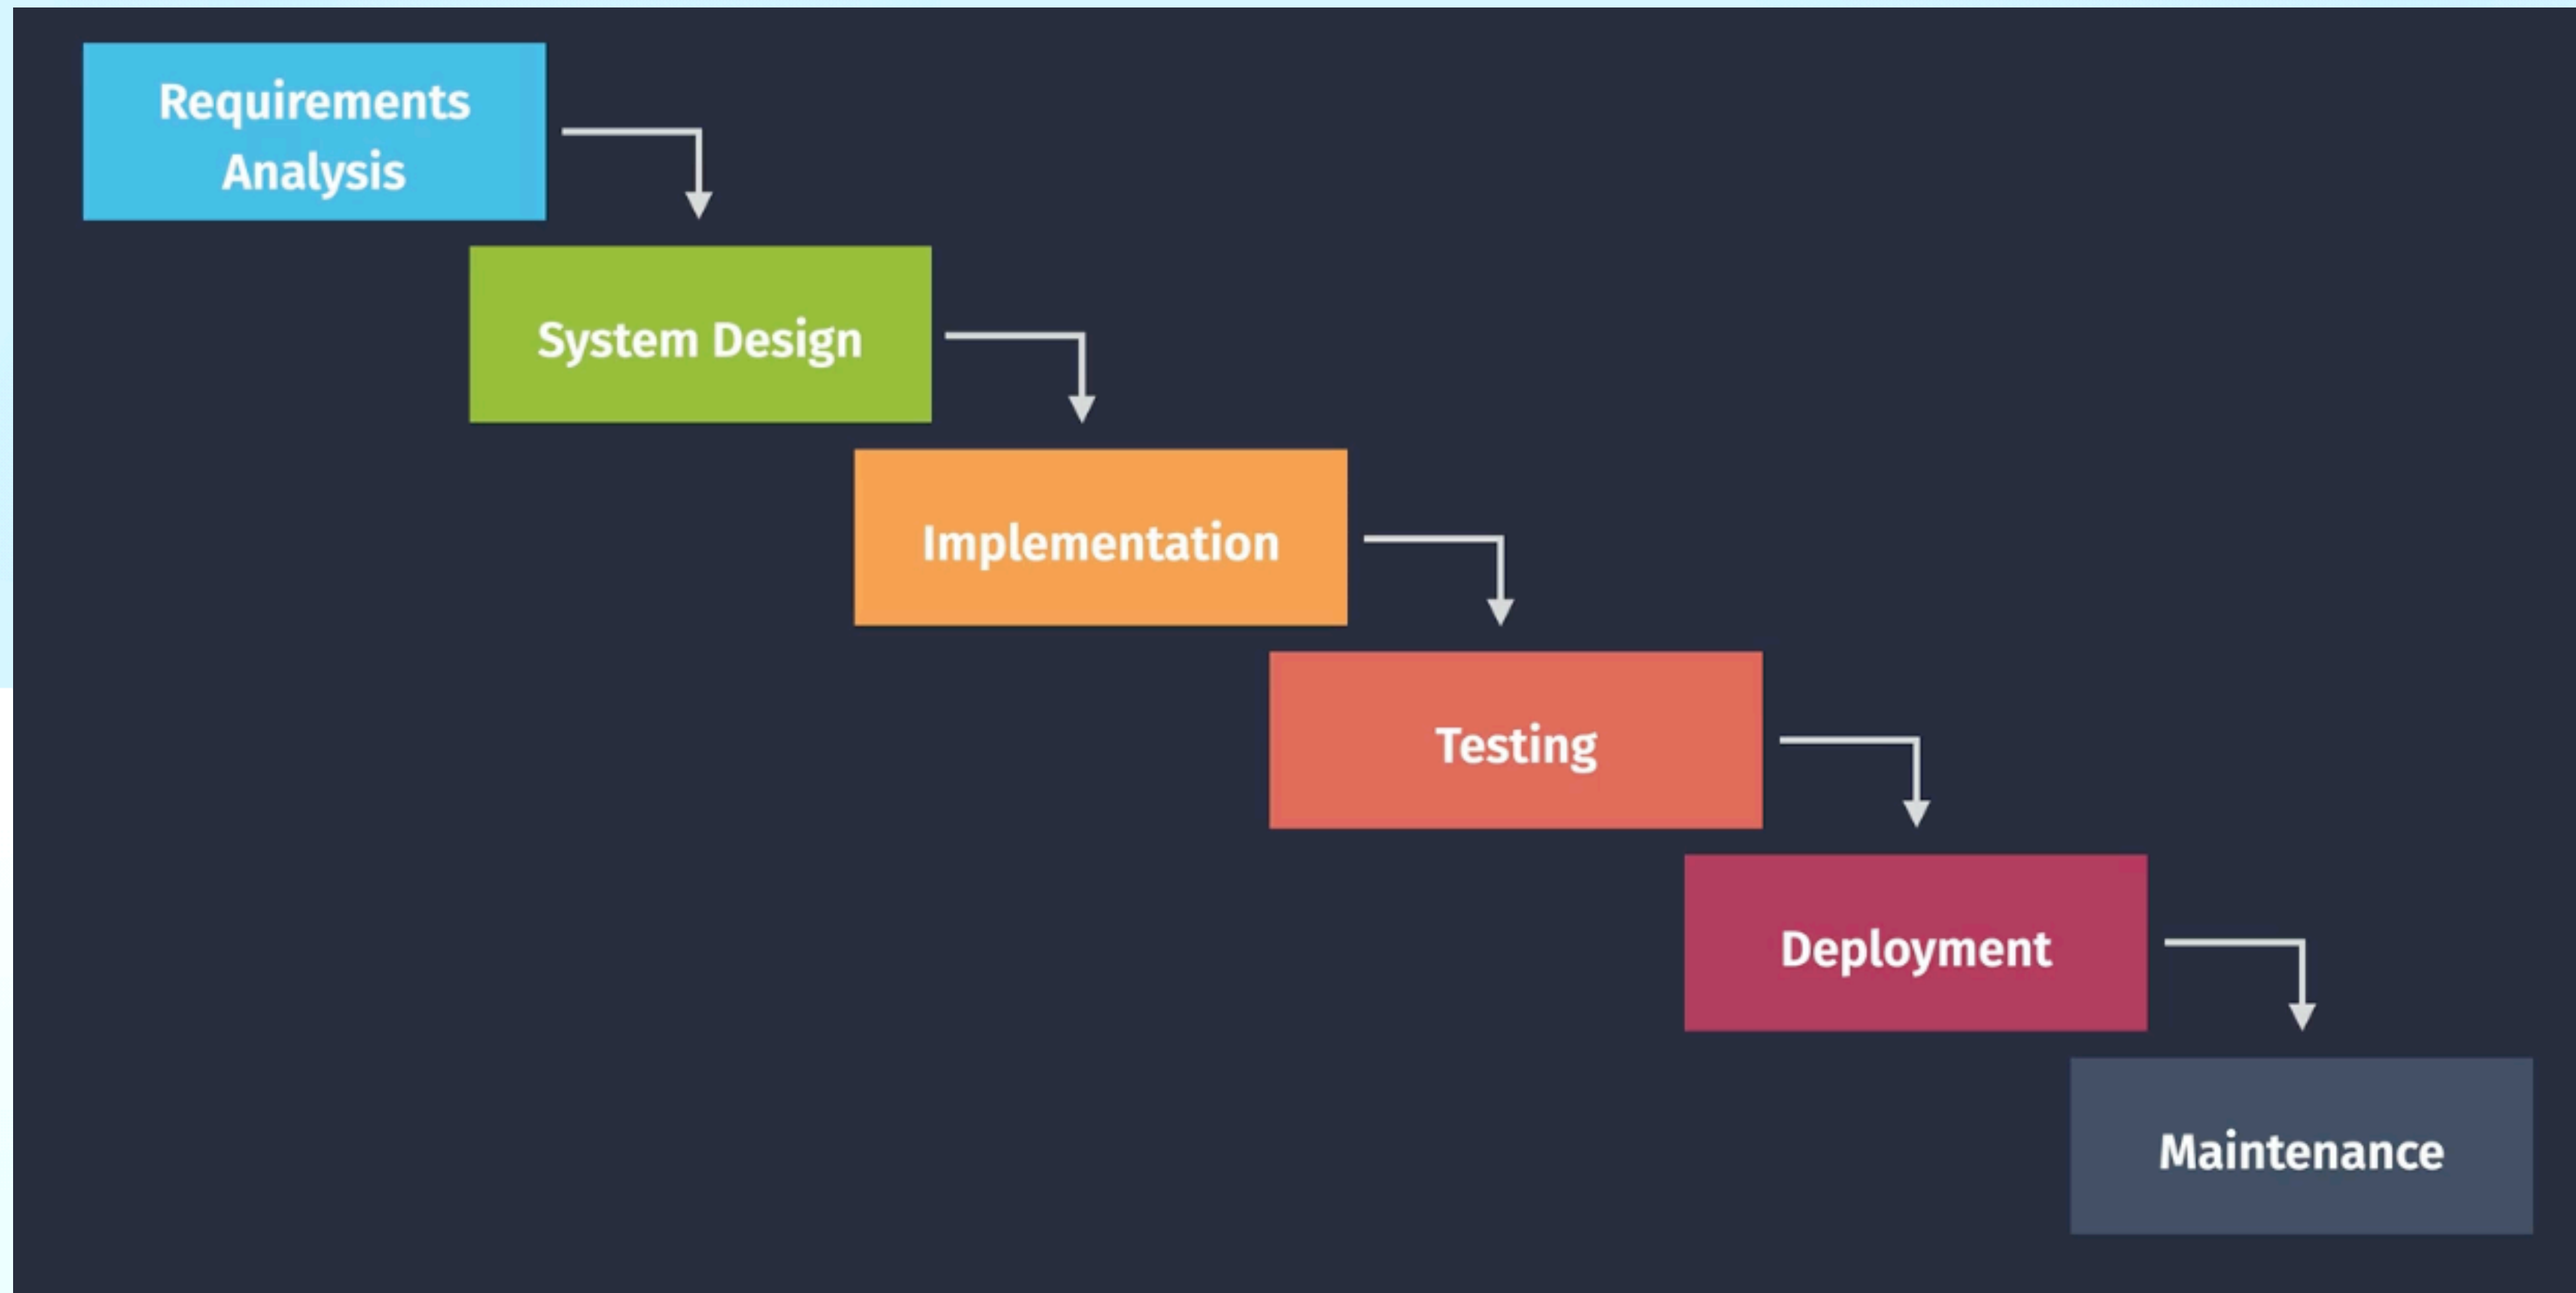 Requirements
Analysis
System Design
Implementation
Testing
Deployment
Maintenance